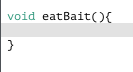 void eatBait(){
}